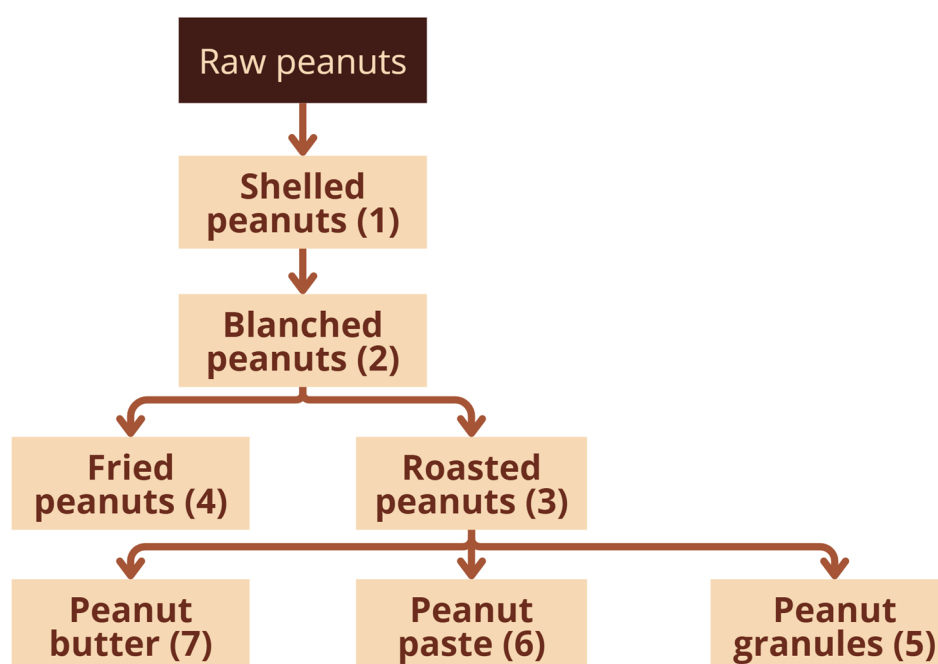 Raw peanuts
Shelled
peanuts (1)
Blanched
peanuts (2)
Fried
peanuts (4)
Roasted
peanuts (3)
Peanut
butter (7)
Peanut
paste (6)
Peanut
granules (5)